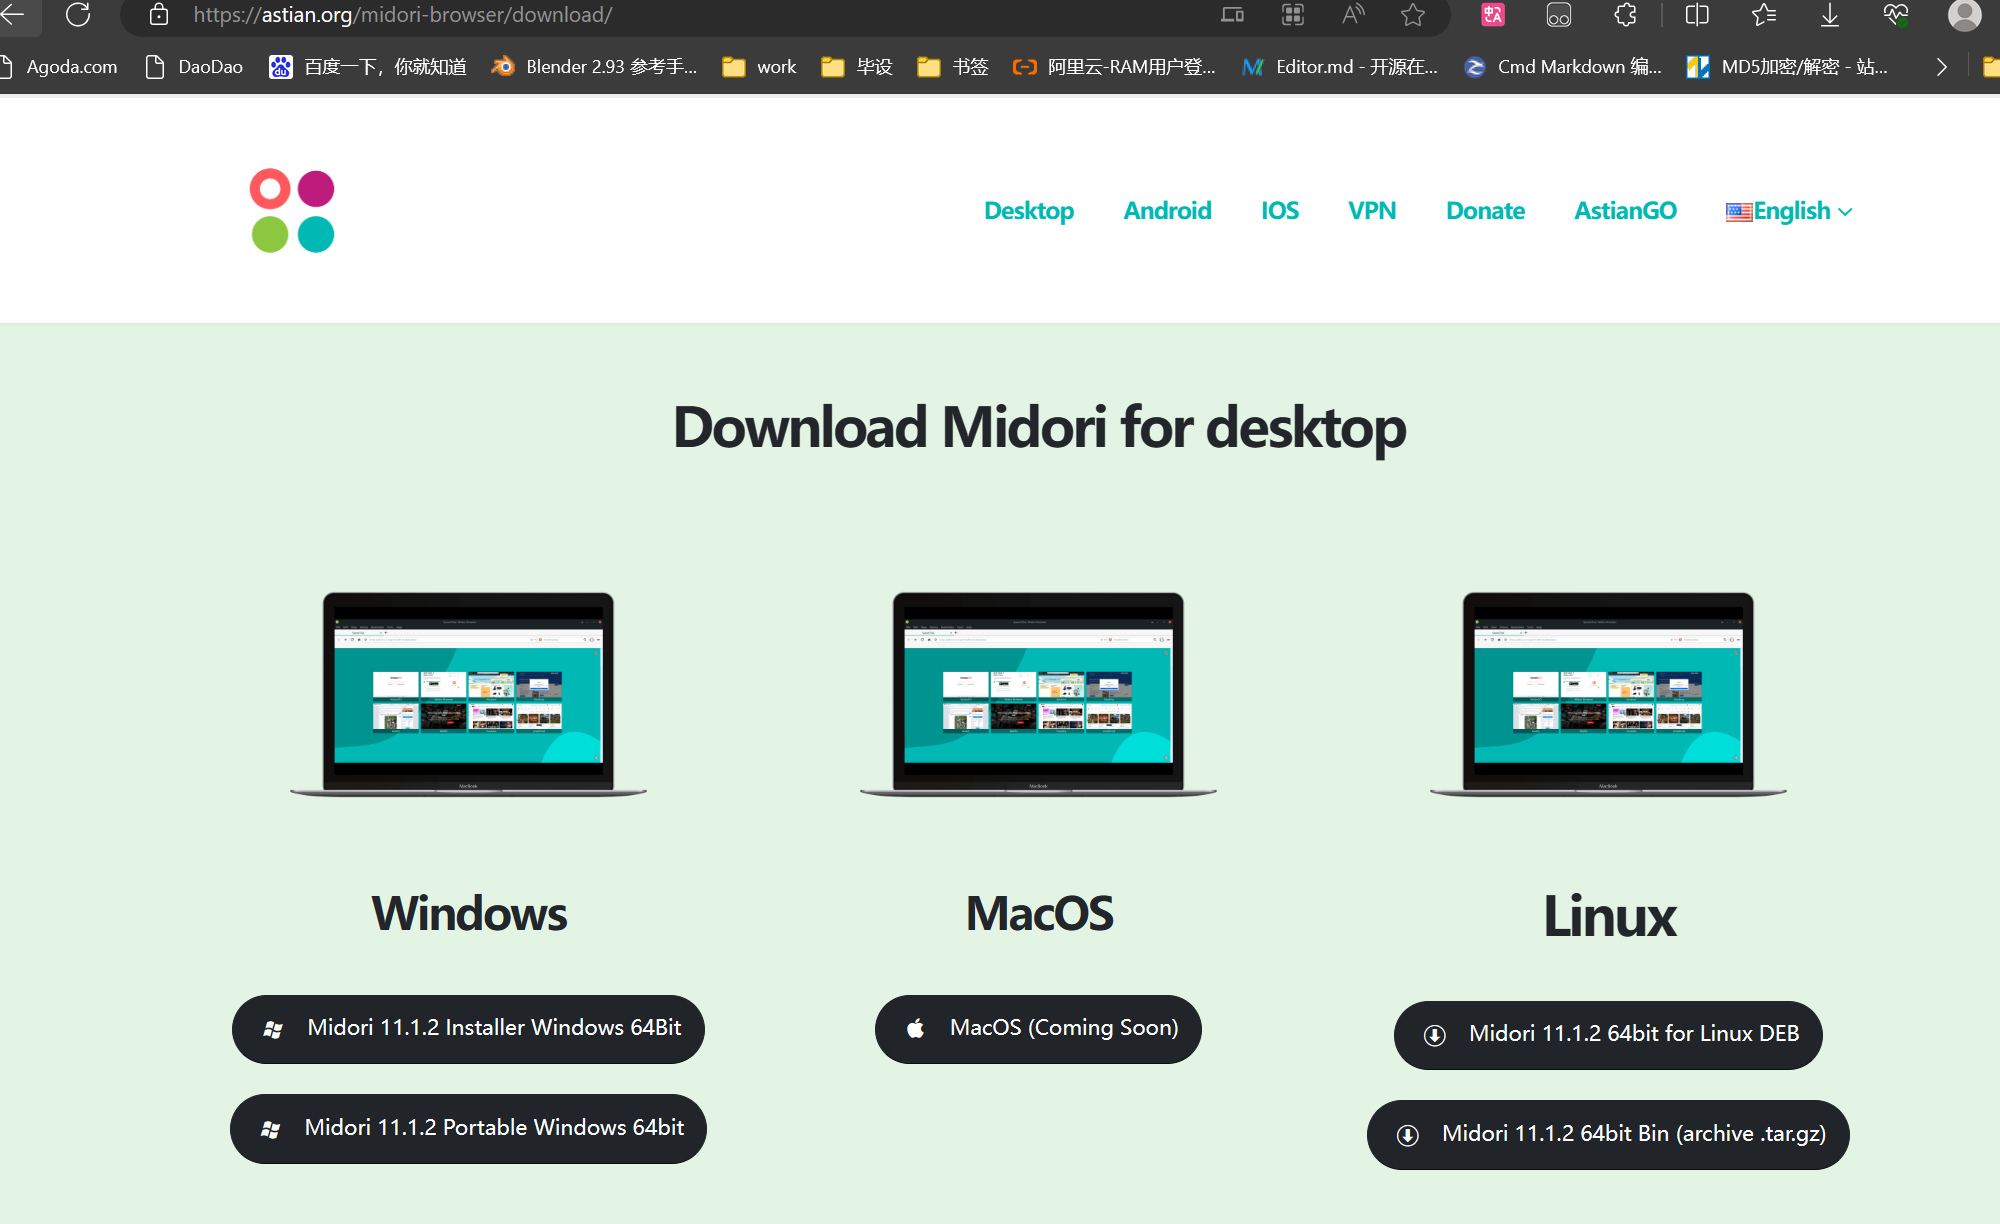 https://astian.org/midori-browser/download/
Agoda.com DaoDao 百度一下，你就知道 Blender 2.93 参考手... work 毕设 书签 阿里云-RAM用户登... Editor.md - 开源在... Cmd Markdown 编... MD5加密/解密 - 站...
Desktop Android IOS VPN Donate AstianGO English
Download Midori for desktop
MacBook MacBook MacBook
Windows MacOS Linux
Midori 11.1.2 Installer Windows 64Bit
MacOS (Coming Soon)
Midori 11.1.2 64bit for Linux DEB
Midori 11.1.2 Portable Windows 64bit
Midori 11.1.2 64bit Bin (archive .tar.gz)